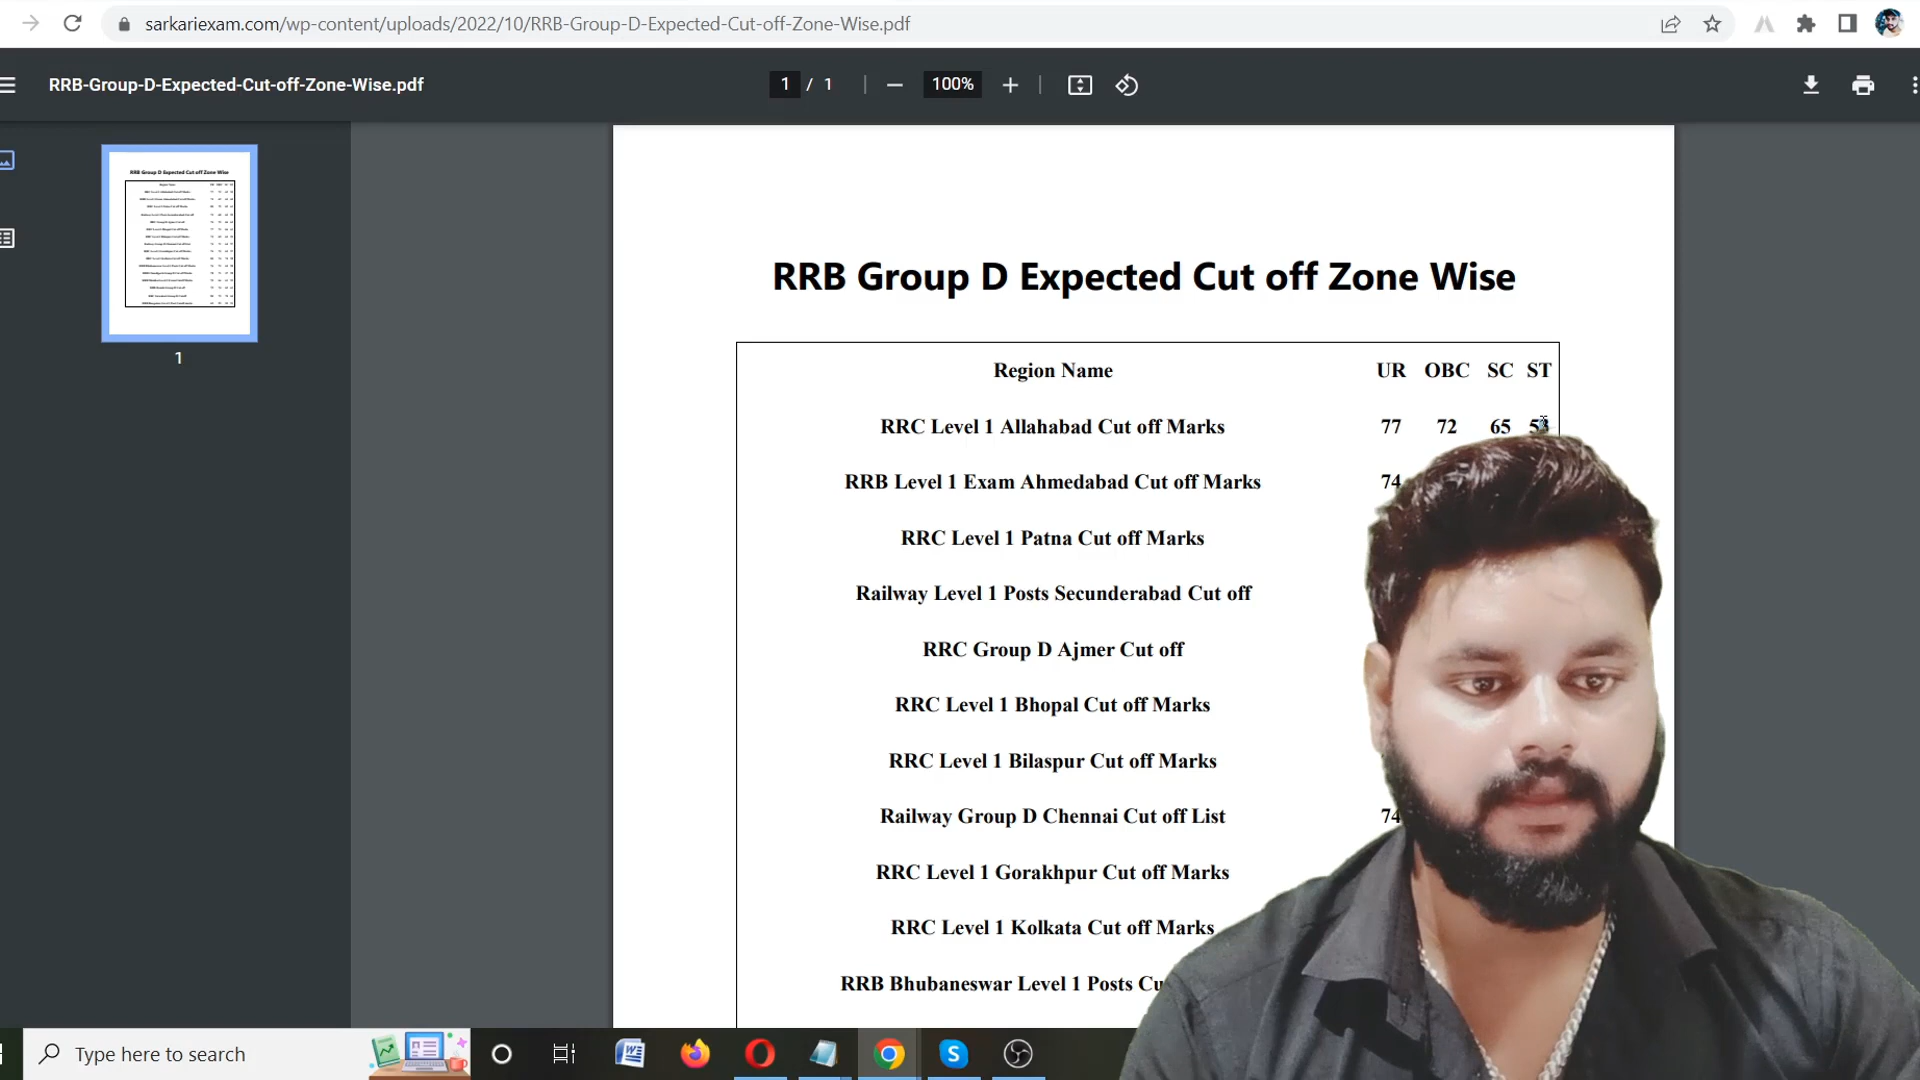 sarkariexam.com/wp-content/uploads/2022/10/RRB-Group-D-Expected-Cut-off-Zone-Wise.pdf
RRB-Group-D-Expected-Cut-off-Zone-Wise.pdf
1 / 1
100%
1
RRB Group D Expected Cut off Zone Wise
Region Name UR OBC SC ST
RRC Level 1 Allahabad Cut off Marks 77 72 65
RRB Level 1 Exam Ahmedabad Cut off Marks 74
RRC Level 1 Patna Cut off Marks
Railway Level 1 Posts Secunderabad Cut off
RRC Group D Ajmer Cut off
RRC Level 1 Bhopal Cut off Marks
RRC Level 1 Bilaspur Cut off Marks
Railway Group D Chennai Cut off List 74
RRC Level 1 Gorakhpur Cut off Marks
RRC Level 1 Kolkata Cut off Marks
RRB Bhubaneswar Level 1 Posts
Type here to search